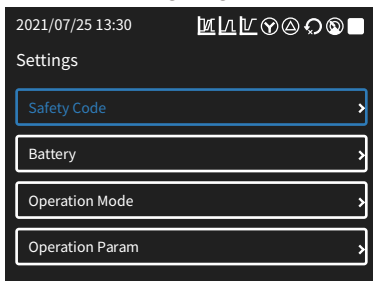 2021/07/25 13:30
Settings
Safety Code
Battery
Operation Mode
Operation Param